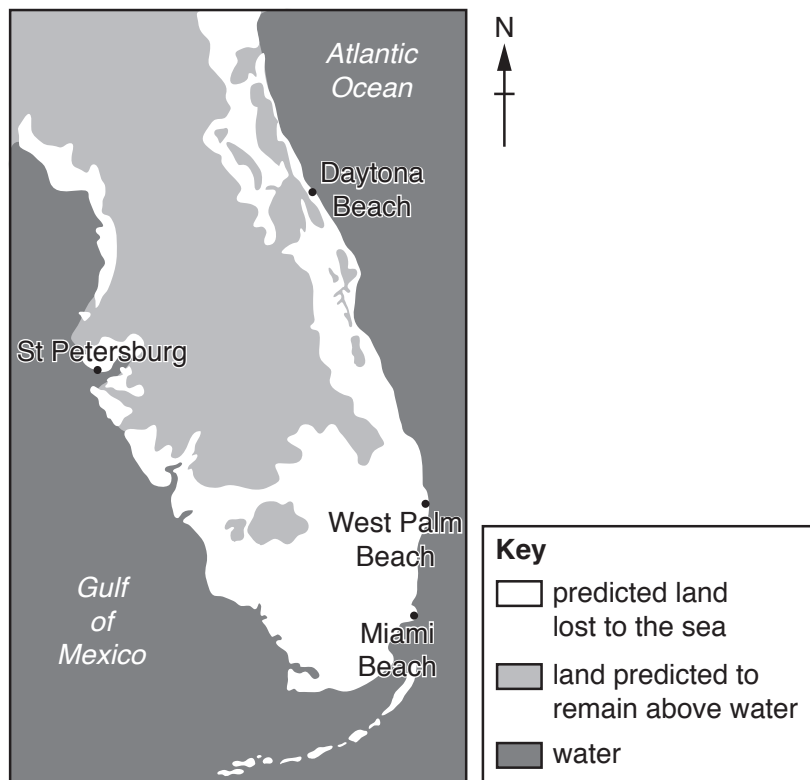 Atlantic
Ocean
N
Daytona
Beach
St Petersburg
West Palm
Beach
Gulf
of
Mexico
Miami
Beach
Key
predicted land
lost to the sea
land predicted to
remain above water
water